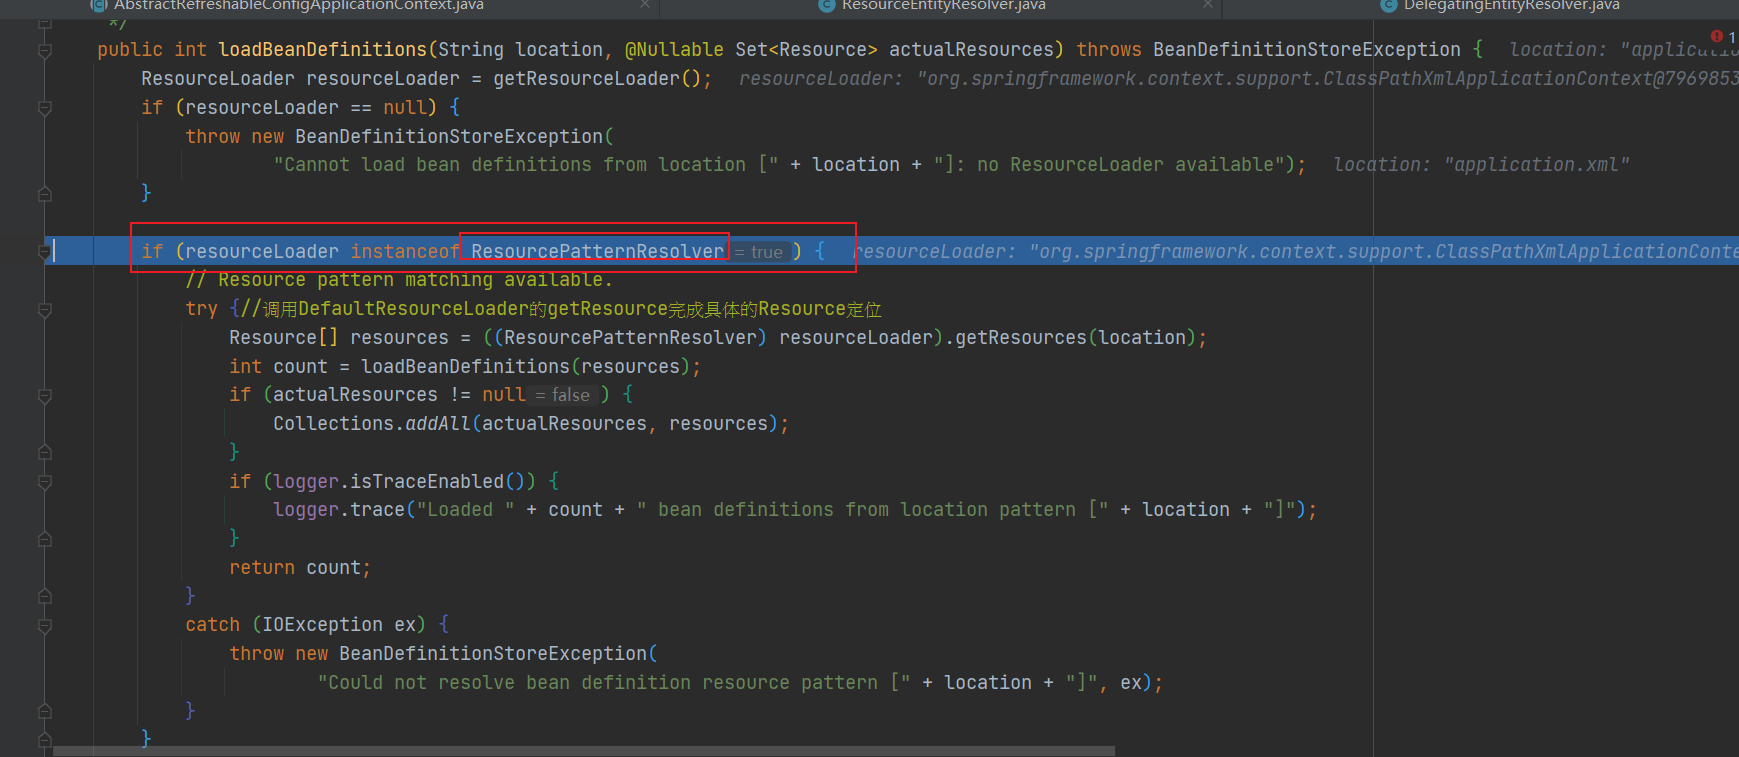 AbstractRefreshableConfigApplicationContext.java ResourceEntityResolver.java DelegatingEntityResolver.java
*/
public int loadBeanDefinitions(String location, @Nullable Set<Resource> actualResources) throws BeanDefinitionStoreException { location: "applicatio 1
ResourceLoader resourceLoader = getResourceLoader(); resourceLoader: "org.springframework.context.support.ClassPathXmlApplicationContext@7969853
if (resourceLoader == null) {
throw new BeanDefinitionStoreException(
"Cannot load bean definitions from location [" + location + "]: no ResourceLoader available"); location: "application.xml"
}
if (resourceLoader instanceof ResourcePatternResolver = true ) { resourceLoader: "org.springframework.context.support.ClassPathXmlApplicationConte
// Resource pattern matching available.
try {//调用DefaultResourceLoader的getResource完成具体的Resource定位
Resource[] resources = ((ResourcePatternResolver) resourceLoader).getResources(location);
int count = loadBeanDefinitions(resources);
if (actualResources != null = false ) {
Collections.addAll(actualResources, resources);
}
if (logger.isTraceEnabled()) {
logger.trace("Loaded " + count + " bean definitions from location pattern [" + location + "]");
}
return count;
}
catch (IOException ex) {
throw new BeanDefinitionStoreException(
"Could not resolve bean definition resource pattern [" + location + "]", ex);
}
}